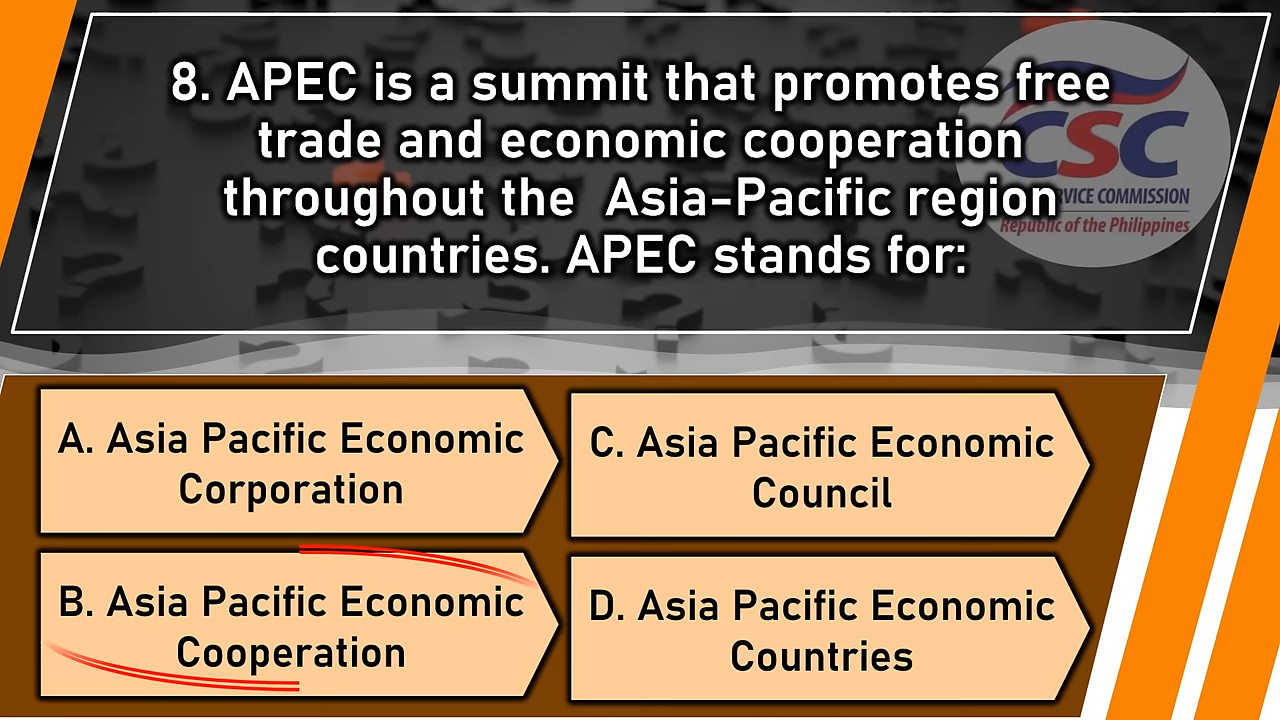 8. APEC is a summit that promotes free
trade and economic cooperation
throughout the Asia-Pacific region
countries. APEC stands for:
CSC
RVICE COMMISSION
Republic of the Philippines
A. Asia Pacific Economic
Corporation
C. Asia Pacific Economic
Council
B. Asia Pacific Economic
Cooperation
D. Asia Pacific Economic
Countries